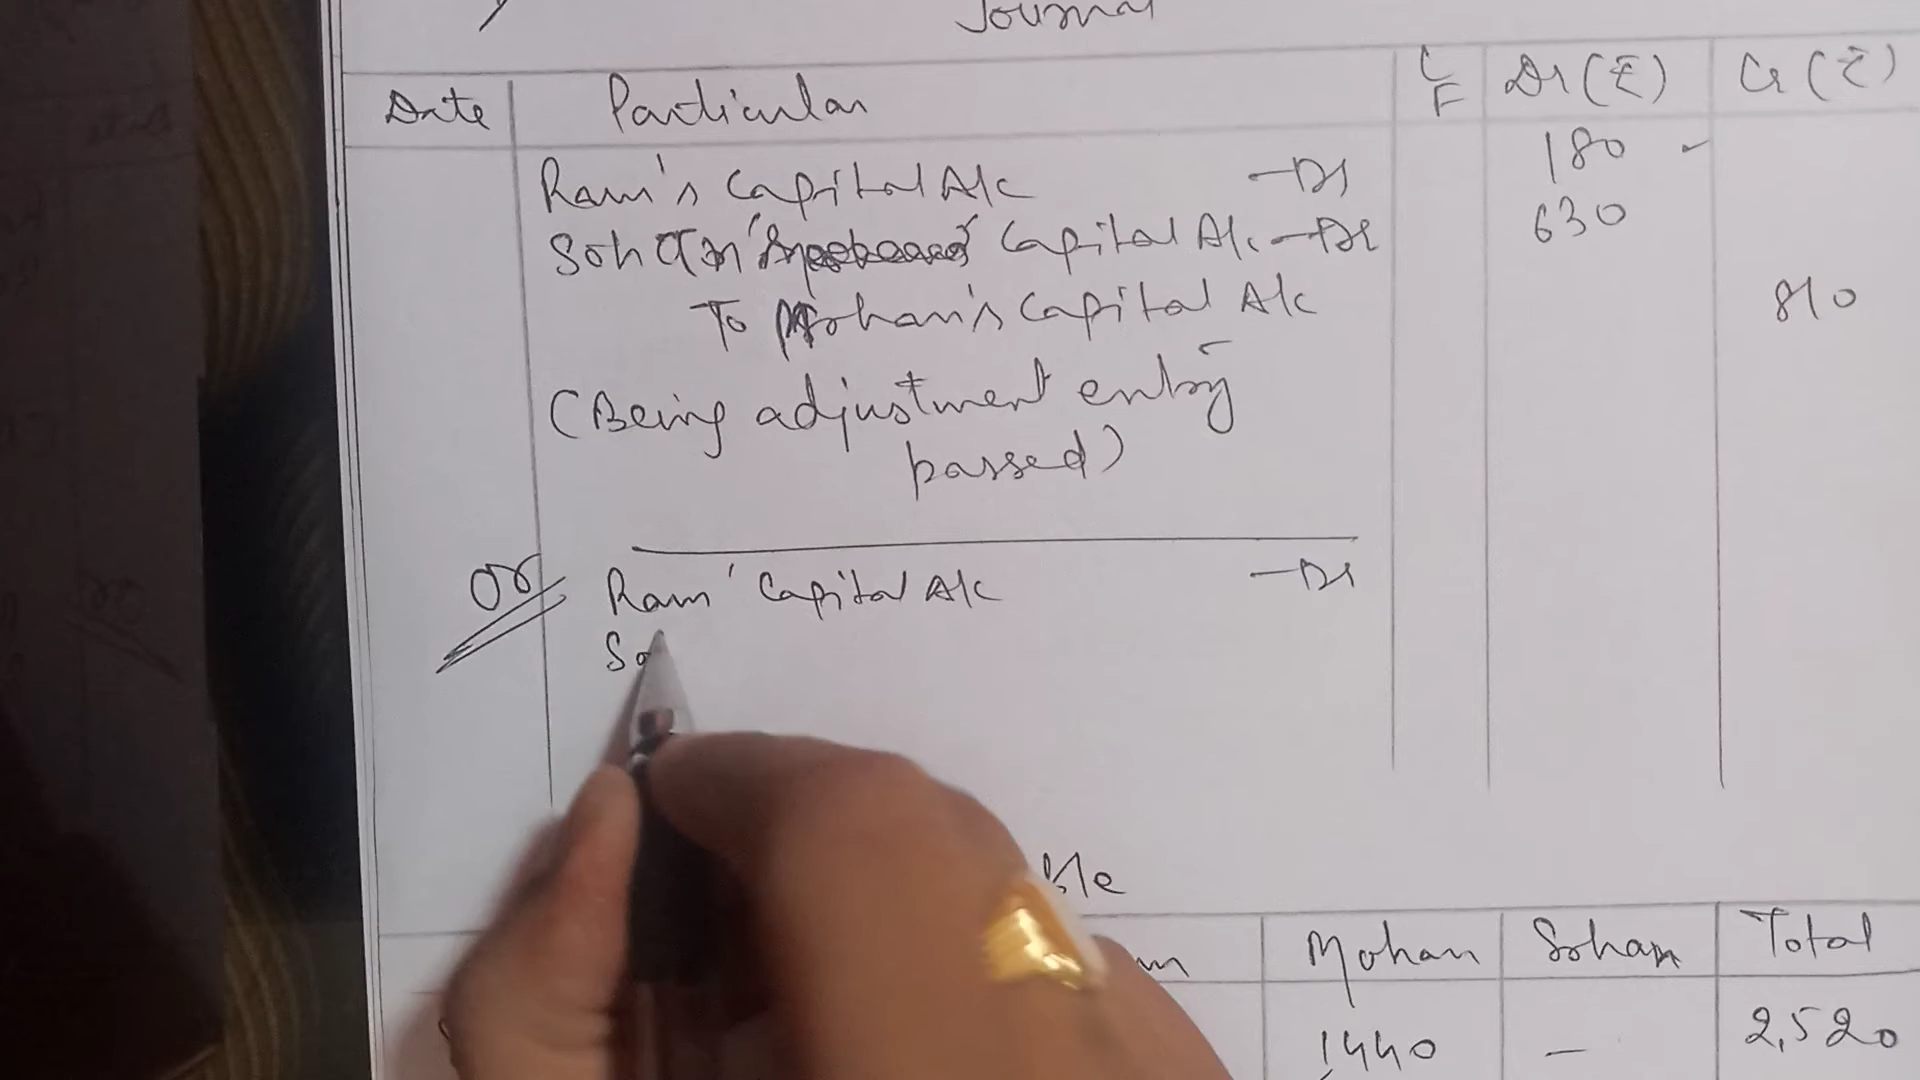 Journal
Date Particular L F Dr (₹) Cr (₹)
Ram's Capital A/c —Dr 180
Sohan' Capital A/c —Dr 630
To Mohan's Capital A/c 810
(Being adjustment entry
passed)
Or Ram' Capital A/c —Dr
So
Mohan Sohan Total
1440 — 2,520